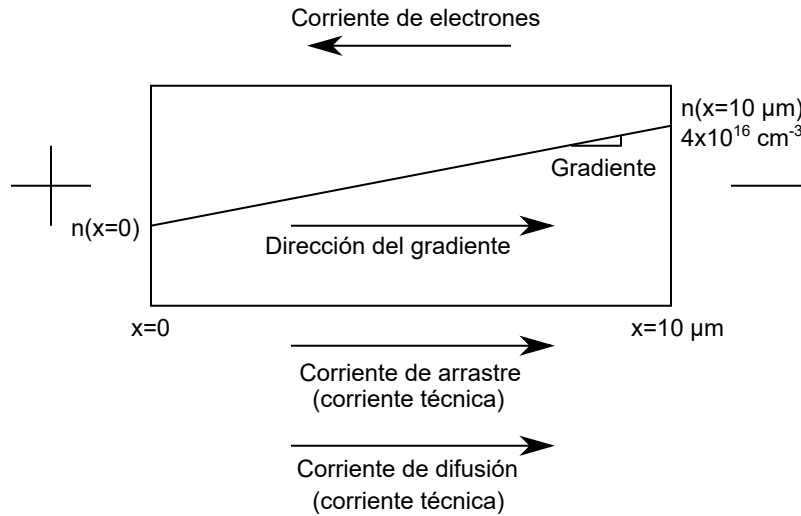 Corriente de electrones
n(x=10 µm)
4x10¹⁶ cm⁻³
Gradiente
n(x=0)
Dirección del gradiente
x=0
x=10 µm
Corriente de arrastre
(corriente técnica)
Corriente de difusión
(corriente técnica)